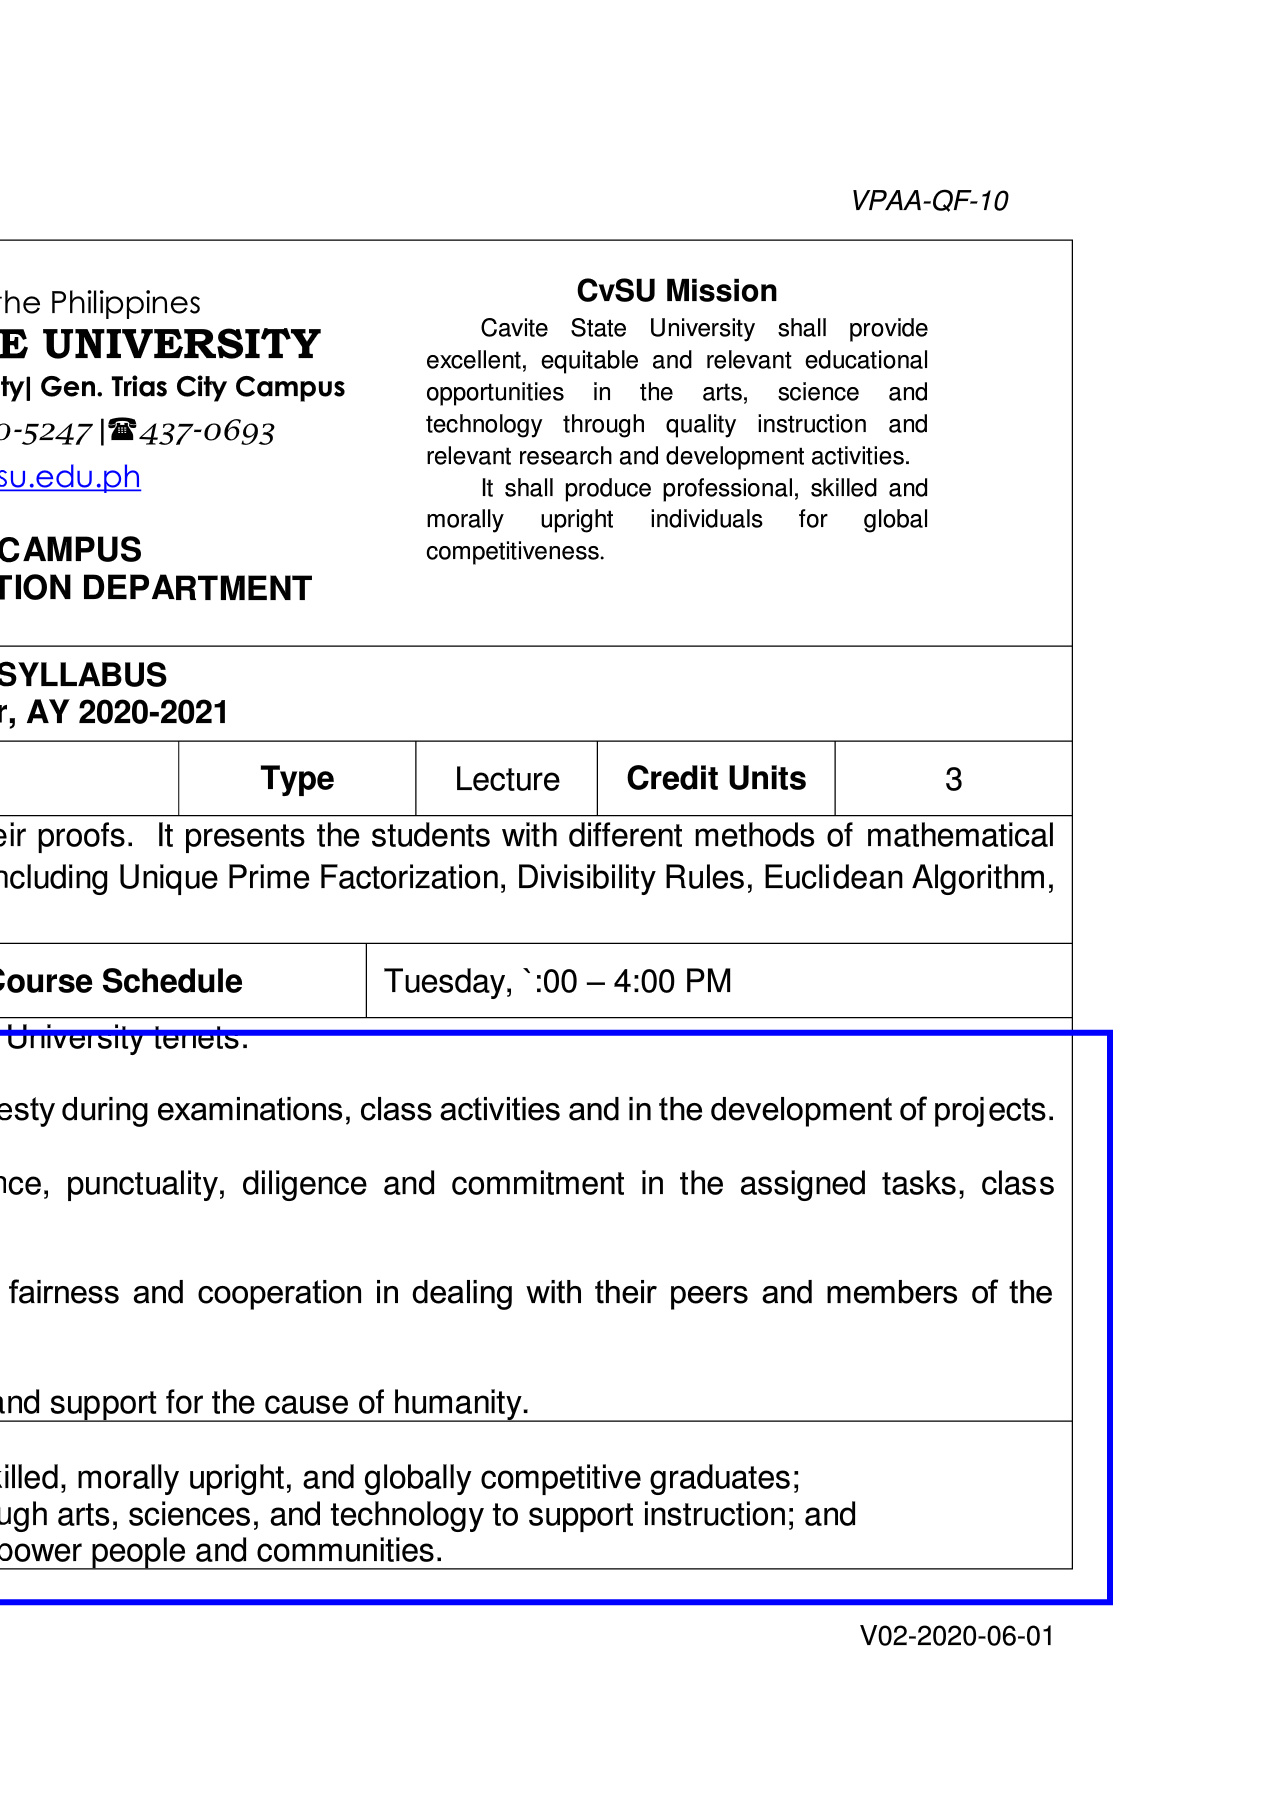 VPAA-QF-10
the Philippines
E UNIVERSITY
ty| Gen. Trias City Campus
0-5247 |☎437-0693
su.edu.ph
CAMPUS
TION DEPARTMENT
CvSU Mission
Cavite State University shall provide
excellent, equitable and relevant educational
opportunities in the arts, science and
technology through quality instruction and
relevant research and development activities.
It shall produce professional, skilled and
morally upright individuals for global
competitiveness.
SYLLABUS
r, AY 2020-2021
Type Lecture Credit Units 3
eir proofs. It presents the students with different methods of mathematical
ncluding Unique Prime Factorization, Divisibility Rules, Euclidean Algorithm,
Course Schedule Tuesday, `:00 – 4:00 PM
University tenets.
esty during examinations, class activities and in the development of projects.
nce, punctuality, diligence and commitment in the assigned tasks, class
fairness and cooperation in dealing with their peers and members of the
and support for the cause of humanity.
killed, morally upright, and globally competitive graduates;
ugh arts, sciences, and technology to support instruction; and
power people and communities.
V02-2020-06-01